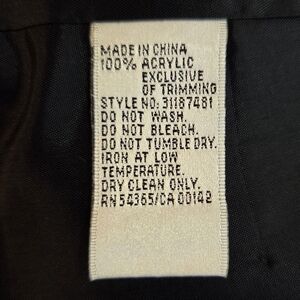 MADE IN CHINA
100% ACRYLIC
EXCLUSIVE
OF TRIMMING
STYLE NO: 31187481
DO NOT WASH.
DO NOT BLEACH.
DO NOT TUMBLE DRY.
IRON AT LOW
TEMPERATURE.
DRY CLEAN ONLY.
RN 54365/CA 00142